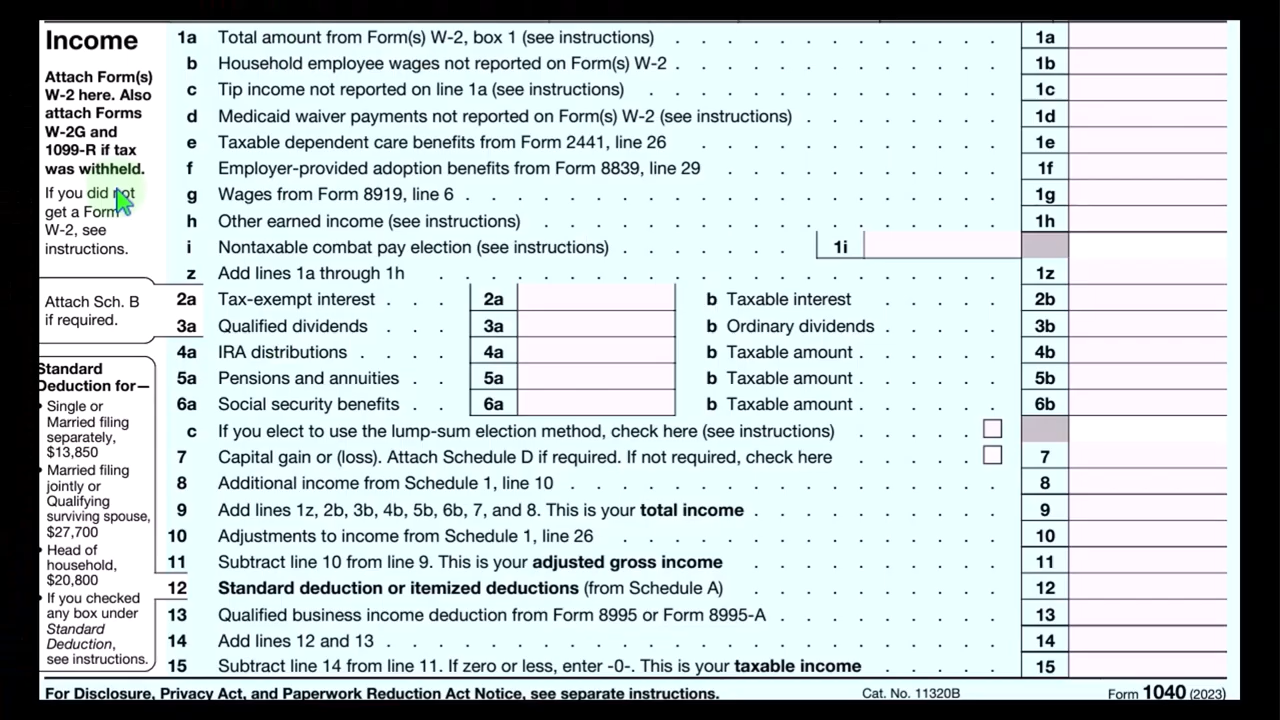 Income
Attach Form(s)
W-2 here. Also
attach Forms
W-2G and
1099-R if tax
was withheld.
If you did not
get a Form
W-2, see
instructions.
1a Total amount from Form(s) W-2, box 1 (see instructions) . . . . . . . . . . . . . 1a
b Household employee wages not reported on Form(s) W-2 . . . . . . . . . . . . . 1b
c Tip income not reported on line 1a (see instructions) . . . . . . . . . . . . . . 1c
d Medicaid waiver payments not reported on Form(s) W-2 (see instructions) . . . . . . . . 1d
e Taxable dependent care benefits from Form 2441, line 26 . . . . . . . . . . . . 1e
f Employer-provided adoption benefits from Form 8839, line 29 . . . . . . . . . . . 1f
g Wages from Form 8919, line 6 . . . . . . . . . . . . . . . . . . . . . 1g
h Other earned income (see instructions) . . . . . . . . . . . . . . . . . . 1h
i Nontaxable combat pay election (see instructions) . . . . . . . 1i
z Add lines 1a through 1h . . . . . . . . . . . . . . . . . . . . . . 1z
Attach Sch. B
if required.
2a Tax-exempt interest . . . 2a b Taxable interest . . . . . 2b
3a Qualified dividends . . . 3a b Ordinary dividends . . . . . 3b
4a IRA distributions . . . . 4a b Taxable amount . . . . . . 4b
5a Pensions and annuities . . 5a b Taxable amount . . . . . . 5b
6a Social security benefits . . 6a b Taxable amount . . . . . . 6b
c If you elect to use the lump-sum election method, check here (see instructions) . . . . .
7 Capital gain or (loss). Attach Schedule D if required. If not required, check here . . . . . 7
8 Additional income from Schedule 1, line 10 . . . . . . . . . . . . . . . . . 8
9 Add lines 1z, 2b, 3b, 4b, 5b, 6b, 7, and 8. This is your total income . . . . . . . . . . 9
10 Adjustments to income from Schedule 1, line 26 . . . . . . . . . . . . . . . 10
11 Subtract line 10 from line 9. This is your adjusted gross income . . . . . . . . . . 11
12 Standard deduction or itemized deductions (from Schedule A) . . . . . . . . . . 12
13 Qualified business income deduction from Form 8995 or Form 8995-A . . . . . . . . . 13
14 Add lines 12 and 13 . . . . . . . . . . . . . . . . . . . . . . . . 14
15 Subtract line 14 from line 11. If zero or less, enter -0-. This is your taxable income . . . . . 15
Standard
Deduction for—
• Single or
Married filing
separately,
$13,850
• Married filing
jointly or
Qualifying
surviving spouse,
$27,700
• Head of
household,
$20,800
• If you checked
any box under
Standard
Deduction,
see instructions.
For Disclosure, Privacy Act, and Paperwork Reduction Act Notice, see separate instructions. Cat. No. 11320B Form 1040 (2023)